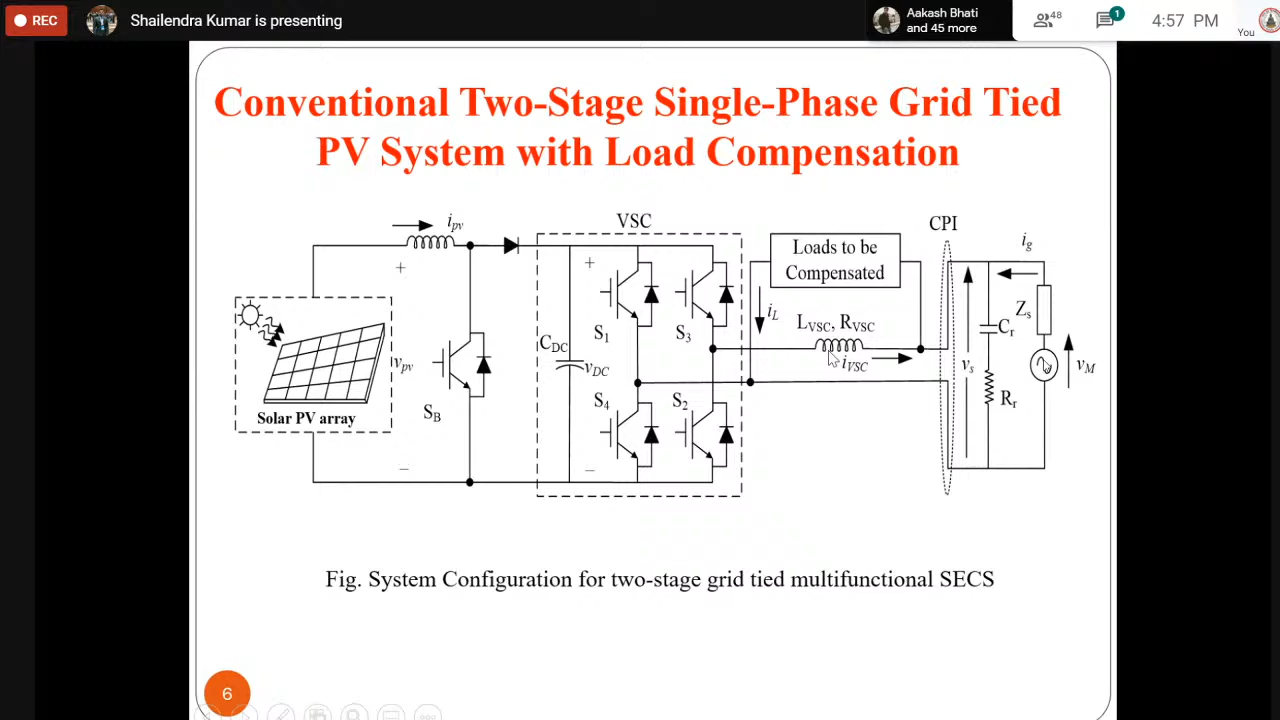 REC
Shailendra Kumar is presenting
Aakash Bhati
and 45 more
48
1
4:57 PM
You
Conventional Two-Stage Single-Phase Grid Tied
PV System with Load Compensation
VSC
CPI
ipv
ig
+
+
Loads to be
Compensated
iL
Zs
S1
S3
LVSC, RVSC
Cr
CDC
vDC
vpv
iVSC
vs
vM
S4
S2
Rr
SB
Solar PV array
−
−
Fig. System Configuration for two-stage grid tied multifunctional SECS
6